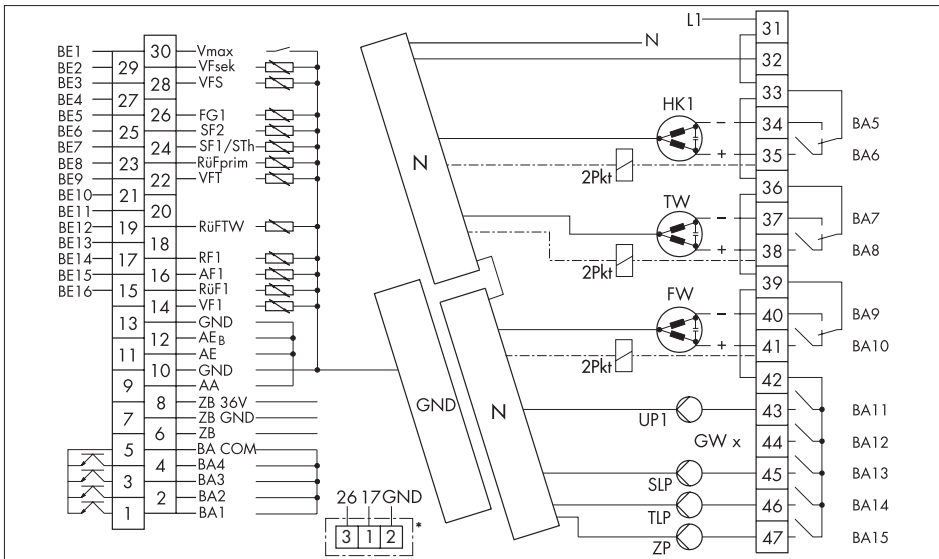 BE1 30 Vmax
BE2 29 VFsek
BE3 28 VFS
BE4 27
BE5 26 FG1
BE6 25 SF2
BE7 24 SF1/STh
BE8 23 RüFprim
BE9 22 VFT
BE10 21
BE11 20
BE12 19 RüFTW
BE13 18
BE14 17 RF1
BE15 16 AF1
BE16 15 RüF1
14 VF1
13 GND
12 AEB
11 AE
10 GND
9 AA
8 ZB 36V
7 ZB GND
6 ZB
5 BA COM
4 BA4
3 BA3
2 BA2
1 BA1
26 17 GND
3 1 2 *
N
GND
N
L1 31
N 32
33
HK1 − 34 BA5
+ 35 BA6
2Pkt
36
TW − 37 BA7
+ 38 BA8
2Pkt
39
FW − 40 BA9
+ 41 BA10
2Pkt
42
UP1 43 BA11
GW x 44 BA12
SLP 45 BA13
TLP 46 BA14
ZP 47 BA15